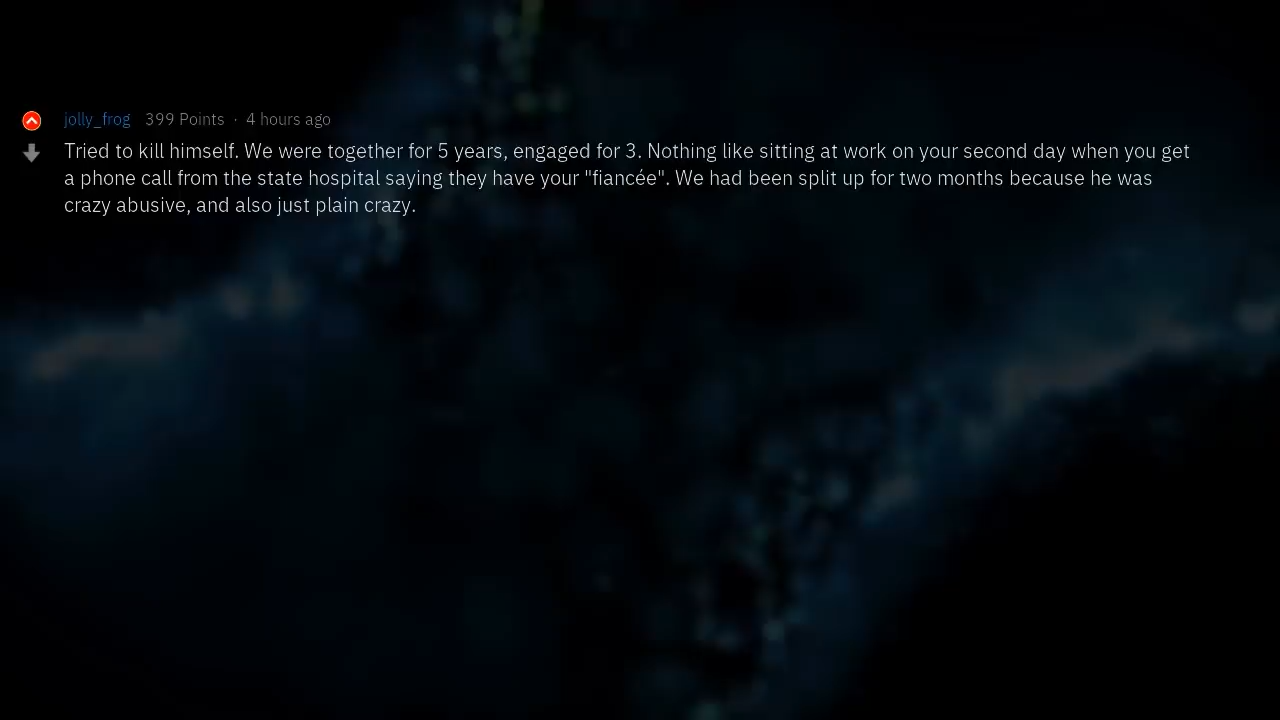 jolly_frog 399 Points · 4 hours ago
Tried to kill himself. We were together for 5 years, engaged for 3. Nothing like sitting at work on your second day when you get
a phone call from the state hospital saying they have your "fiancée". We had been split up for two months because he was
crazy abusive, and also just plain crazy.